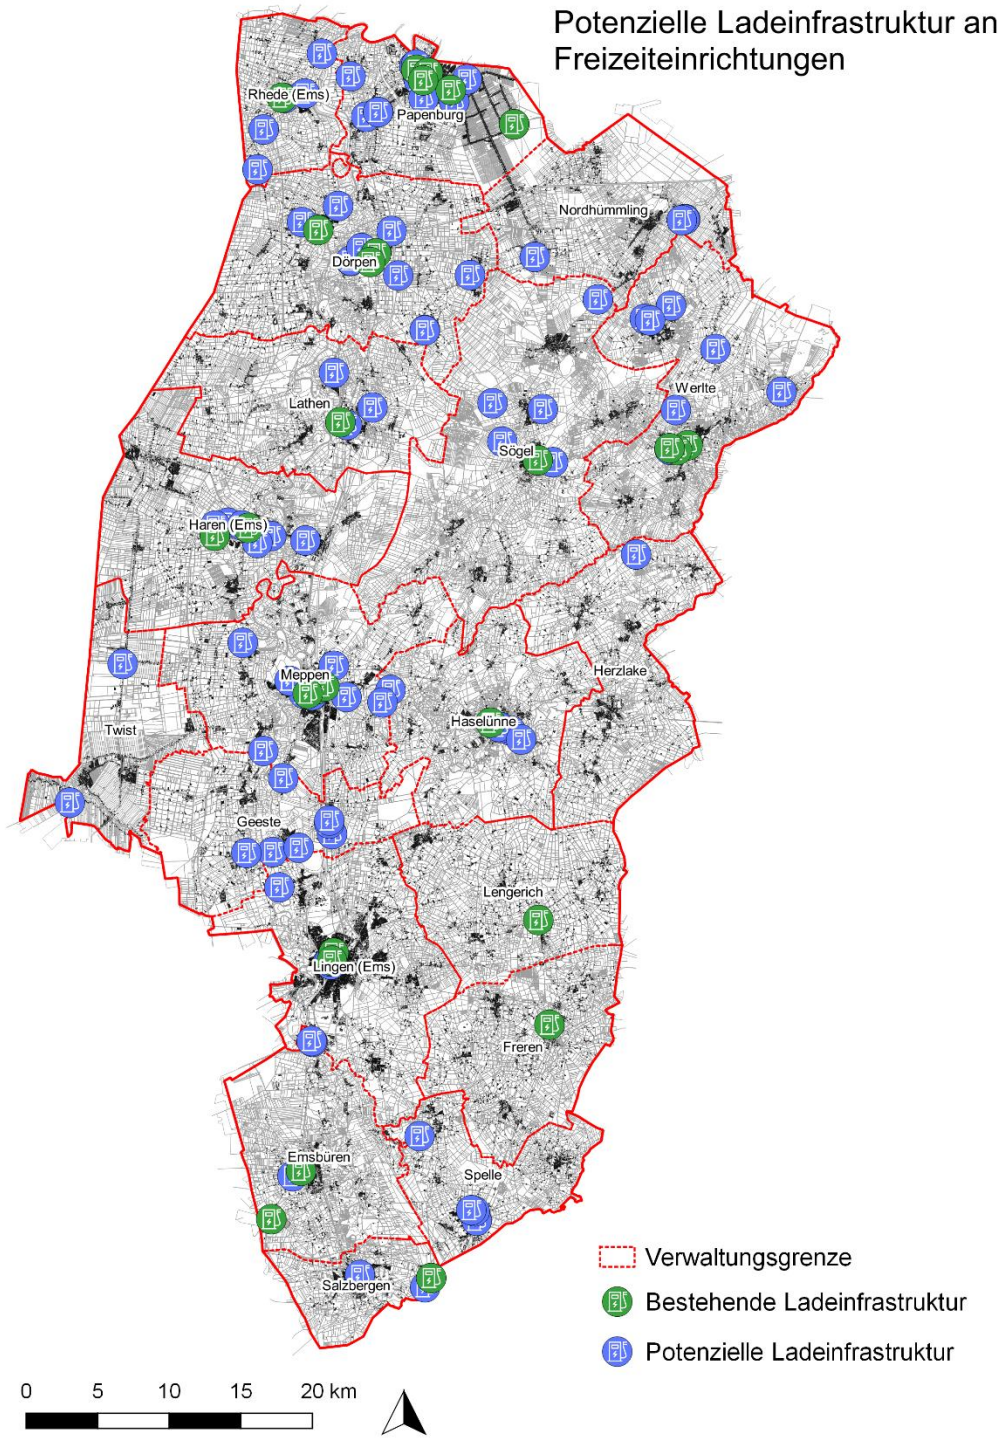 Potenzielle Ladeinfrastruktur an
Freizeiteinrichtungen
Rhede (Ems)
Papenburg
Nordhümmling
Dörpen
Werlte
Lathen
Sögel
Haren (Ems)
Herzlake
Meppen
Haselünne
Twist
Geeste
Lengerich
Lingen (Ems)
Freren
Emsbüren
Spelle
Salzbergen
Verwaltungsgrenze
Bestehende Ladeinfrastruktur
Potenzielle Ladeinfrastruktur
0 5 10 15 20 km